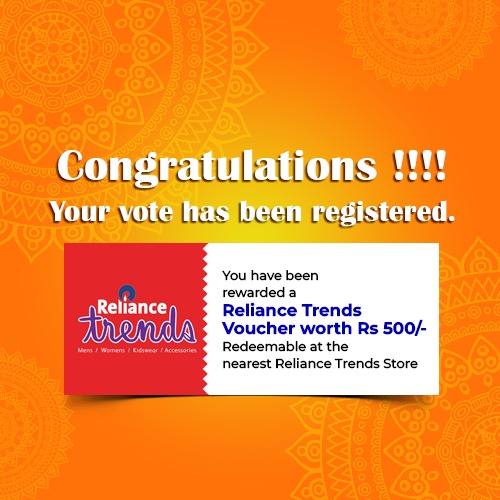 Congratulations !!!!
Your vote has been registered.
Reliance
trends
Mens / Womens / Kidswear / Accessories
You have been
rewarded a
Reliance Trends
Voucher worth Rs 500/-
Redeemable at the
nearest Reliance Trends Store